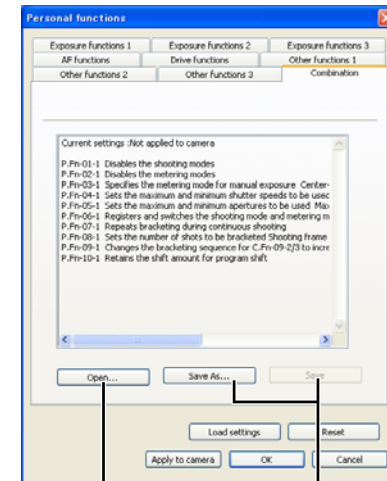 Personal functions
Exposure functions 1 Exposure functions 2 Exposure functions 3
AF functions Drive functions Other functions 1
Other functions 2 Other functions 3 Combination
Current settings :Not applied to camera
P.Fn-01-1 Disables the shooting modes
P.Fn-02-1 Disables the metering modes
P.Fn-03-1 Specifies the metering mode for manual exposure Center-
P.Fn-04-1 Sets the maximum and minimum shutter speeds to be used
P.Fn-05-1 Sets the maximum and minimum apertures to be used Max
P.Fn-06-1 Registers and switches the shooting mode and metering m
P.Fn-07-1 Repeats bracketing during continuous shooting
P.Fn-08-1 Sets the number of shots to be bracketed Shooting frame
P.Fn-09-1 Changes the bracketing sequence for C.Fn-09-2/3 to incre
P.Fn-10-1 Retains the shift amount for program shift
Open... Save As... Save
Load settings Reset
Apply to camera OK Cancel